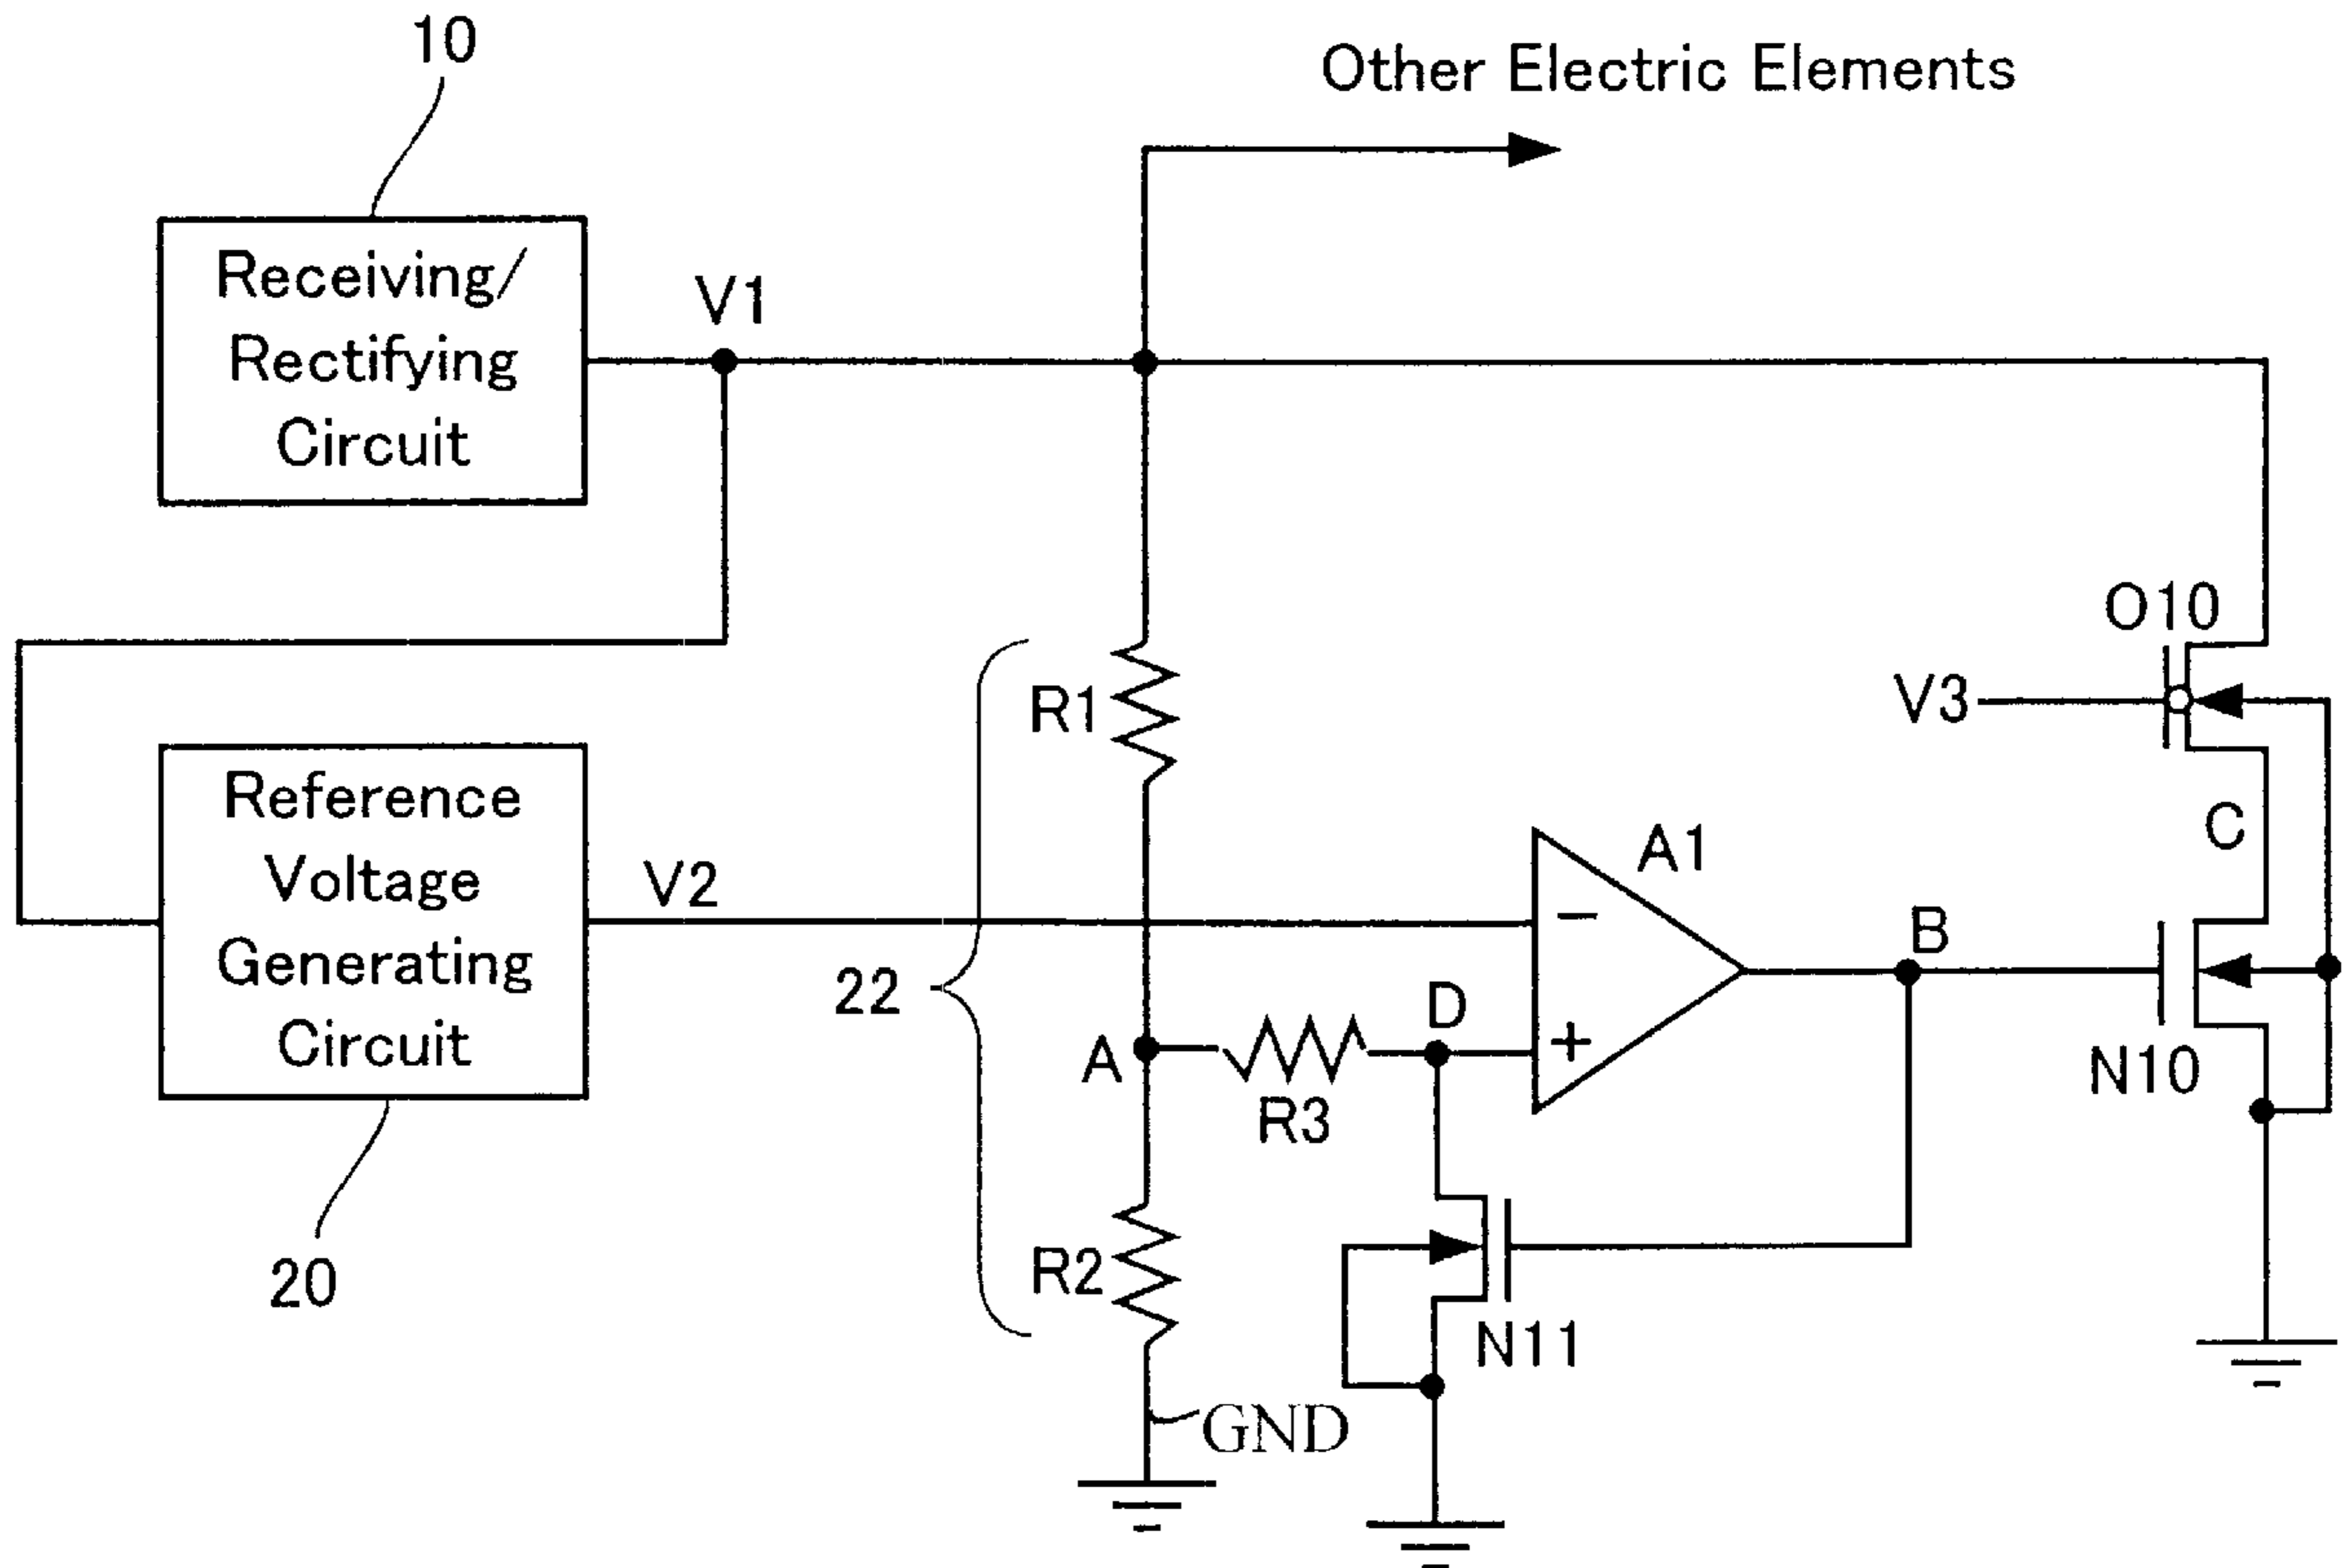 10
Other Electric Elements
Receiving/
Rectifying
Circuit
V1
O10
V3
R1
C
Reference
Voltage
Generating
Circuit
V2
A1
−
B
22
D
A
+
N10
R3
R2
20
N11
GND